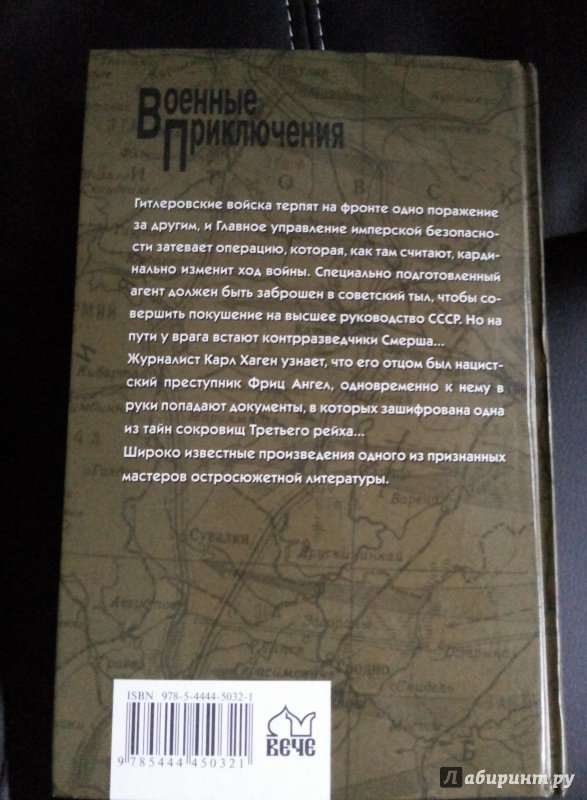 Военные
Приключения
Гитлеровские войска терпят на фронте одно поражение
за другим, и Главное управление имперской безопасно-
сти затевает операцию, которая, как там считают, карди-
нально изменит ход войны. Специально подготовленный
агент должен быть заброшен в советский тыл, чтобы со-
вершить покушение на высшее руководство СССР. Но на
пути у врага встают контрразведчики Смерша...
Журналист Карл Хаген узнает, что его отцом был нацист-
ский преступник Фриц Ангел, одновременно к нему в
руки попадают документы, в которых зашифрована одна
из тайн сокровищ Третьего рейха...
Широко известные произведения одного из признанных
мастеров остросюжетной литературы.
Сувалки
Друскининкай
Августов
Гродно
ISBN 978-5-4444-5032-1
9 785444 450321
ВЕЧЕ
Лабиринт.ру